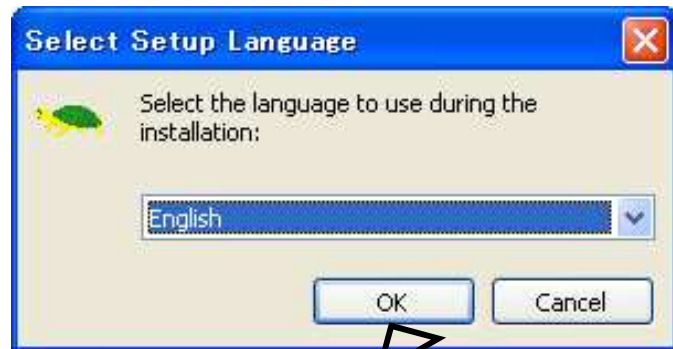 Select Setup Language
Select the language to use during the
installation:
English
OK
Cancel